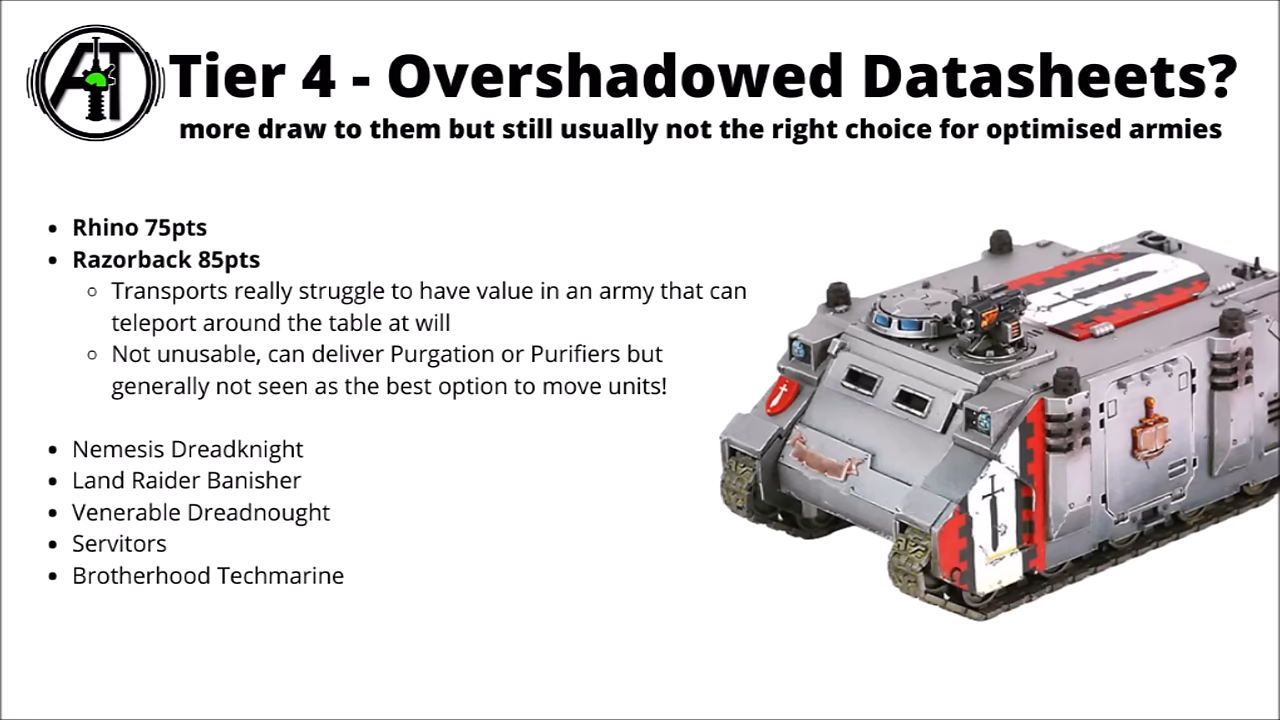 AT
Tier 4 - Overshadowed Datasheets?
more draw to them but still usually not the right choice for optimised armies
• Rhino 75pts
• Razorback 85pts
◦ Transports really struggle to have value in an army that can
teleport around the table at will
◦ Not unusable, can deliver Purgation or Purifiers but
generally not seen as the best option to move units!
• Nemesis Dreadknight
• Land Raider Banisher
• Venerable Dreadnought
• Servitors
• Brotherhood Techmarine